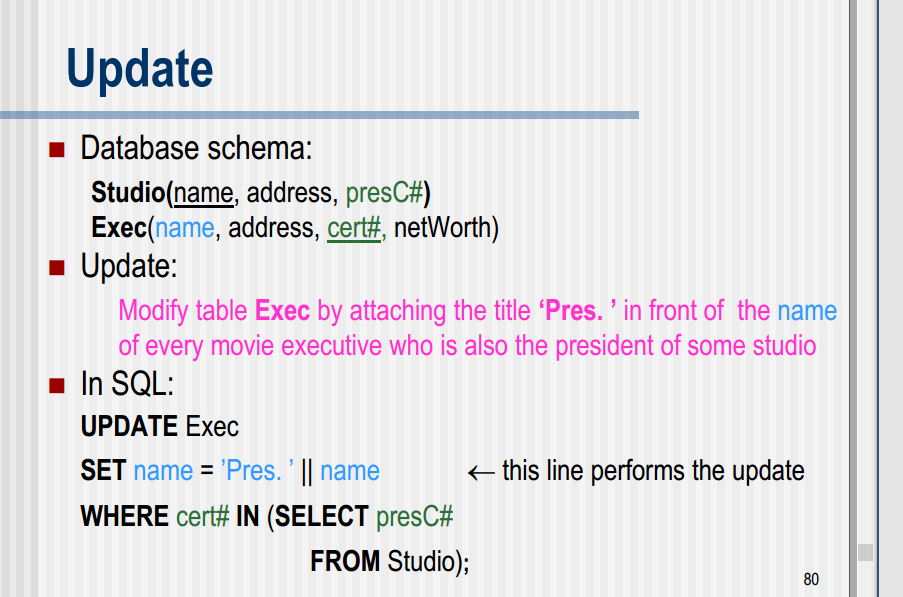 Update
Database schema:
Studio(name, address, presC#)
Exec(name, address, cert#, netWorth)
Update:
Modify table Exec by attaching the title ‘Pres. ’ in front of the name
of every movie executive who is also the president of some studio
In SQL:
UPDATE Exec
SET name = ’Pres. ’ || name ← this line performs the update
WHERE cert# IN (SELECT presC#
FROM Studio);
80